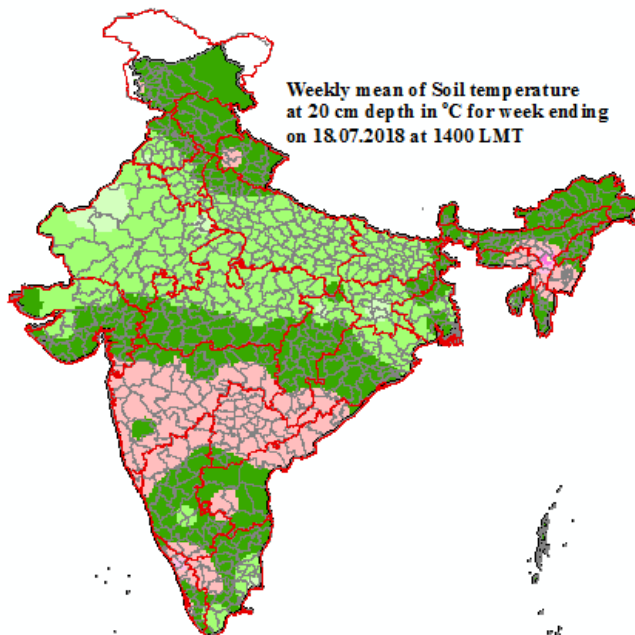 Weekly mean of Soil temperature
at 20 cm depth in °C for week ending
on 18.07.2018 at 1400 LMT